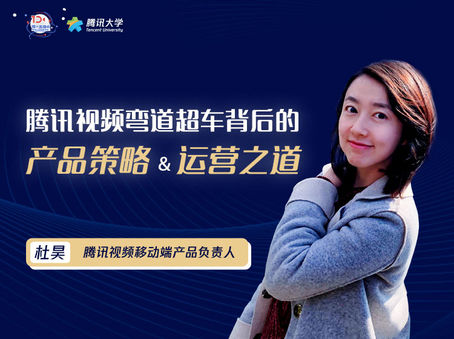 腾讯大学
Tencent University
腾讯视频弯道超车背后的
产品策略 & 运营之道
杜昊 腾讯视频移动端产品负责人